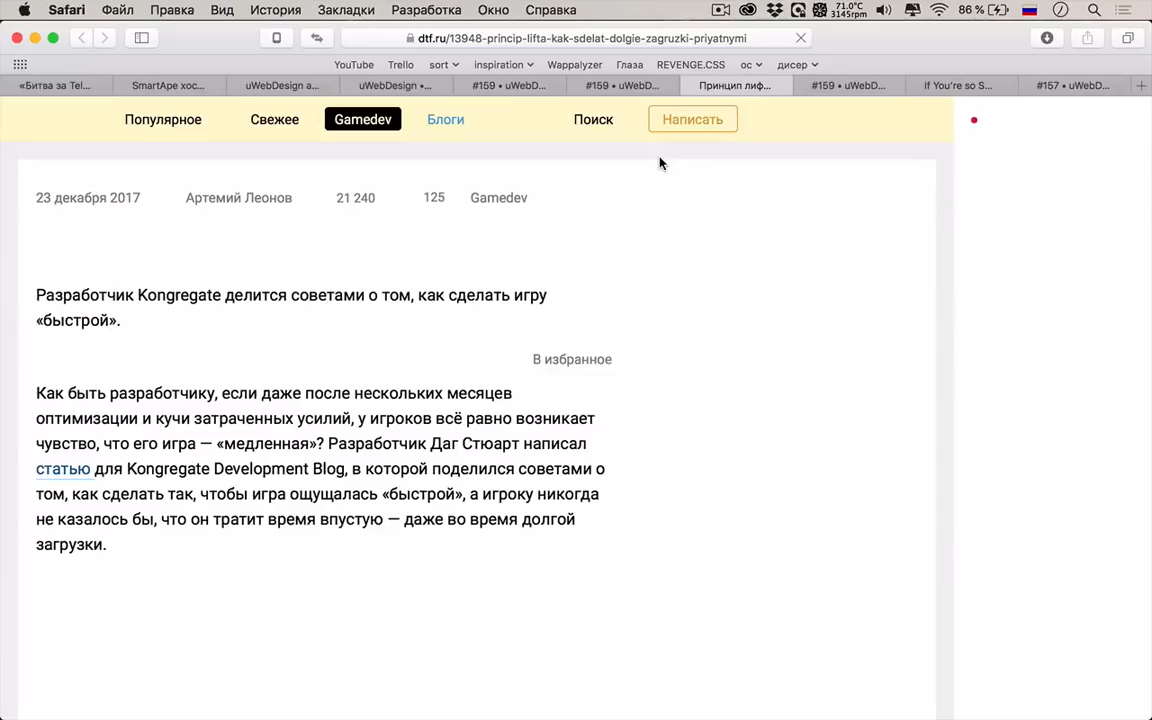 Safari Файл Правка Вид История Закладки Разработка Окно Справка 71.0°C 3145rpm 86 %
dtf.ru/13948-princip-lifta-kak-sdelat-dolgie-zagruzki-priyatnymi
YouTube Trello sort inspiration Wappalyzer Глаза REVENGE.CSS ос дисер
«Битва за Tel... SmartApe хос... uWebDesign a... uWebDesign •... #159 • uWebD... #159 • uWebD... Принцип лиф... #159 • uWebD... If You're so S... #157 • uWebD...
Популярное Свежее Gamedev Блоги Поиск Написать
23 декабря 2017 Артемий Леонов 21 240 125 Gamedev
Разработчик Kongregate делится советами о том, как сделать игру
«быстрой».
В избранное
Как быть разработчику, если даже после нескольких месяцев
оптимизации и кучи затраченных усилий, у игроков всё равно возникает
чувство, что его игра — «медленная»? Разработчик Даг Стюарт написал
статью для Kongregate Development Blog, в которой поделился советами о
том, как сделать так, чтобы игра ощущалась «быстрой», а игроку никогда
не казалось бы, что он тратит время впустую — даже во время долгой
загрузки.